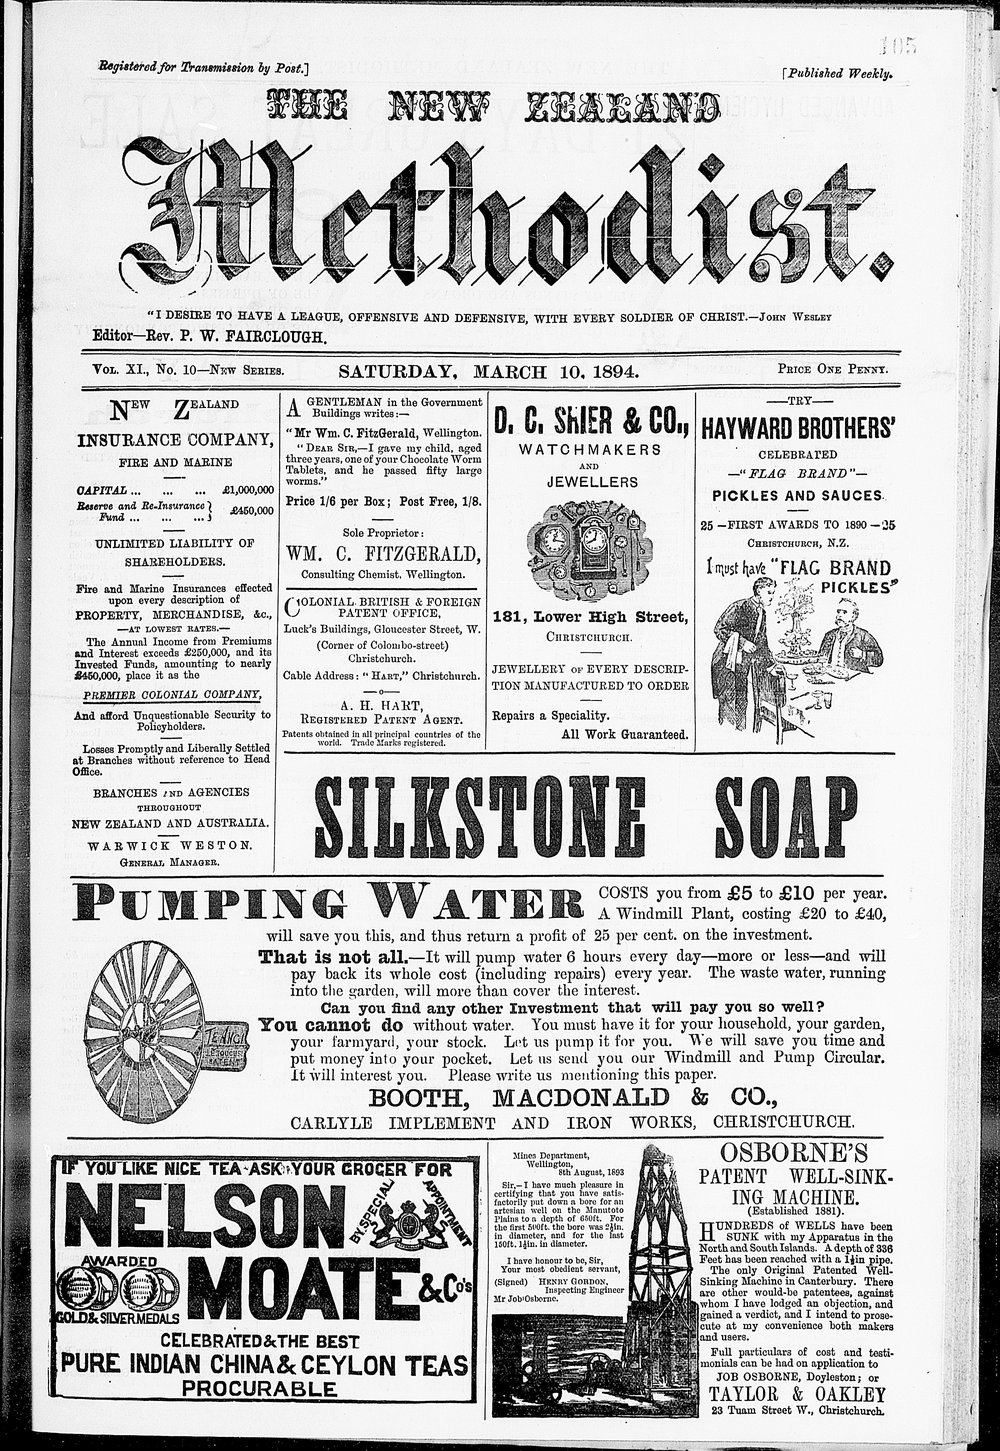 105
Registered for Transmission by Post.]
[Published Weekly.
THE NEW ZEALAND
Methodist.
"I DESIRE TO HAVE A LEAGUE, OFFENSIVE AND DEFENSIVE, WITH EVERY SOLDIER OF CHRIST.—JOHN WESLEY
Editor—Rev. P. W. FAIRCLOUGH.
VOL. XI., No. 10—NEW SERIES.
SATURDAY, MARCH 10, 1894.
PRICE ONE PENNY.
NEW ZEALAND
INSURANCE COMPANY,
FIRE AND MARINE
CAPITAL ... ... ... £1,000,000
Reserve and Re-Insurance }
Fund ... ... ... } £450,000
UNLIMITED LIABILITY OF
SHAREHOLDERS.
Fire and Marine Insurances effected
upon every description of
PROPERTY, MERCHANDISE, &c.,
—AT LOWEST RATES.—
The Annual Income from Premiums
and Interest exceeds £250,000, and its
Invested Funds, amounting to nearly
£450,000, place it as the
PREMIER COLONIAL COMPANY,
And afford Unquestionable Security to
Policyholders.
Losses Promptly and Liberally Settled
at Branches without reference to Head
Office.
BRANCHES AND AGENCIES
THROUGHOUT
NEW ZEALAND AND AUSTRALIA.
WARWICK WESTON.
GENERAL MANAGER.
A GENTLEMAN in the Government
Buildings writes:—
"Mr Wm. C. FitzGerald, Wellington.
"DEAR SIR,—I gave my child, aged
three years, one of your Chocolate Worm
Tablets, and he passed fifty large
worms."
Price 1/6 per Box; Post Free, 1/8.
Sole Proprietor:
WM. C. FITZGERALD,
Consulting Chemist. Wellington.
COLONIAL BRITISH & FOREIGN
PATENT OFFICE,
Luck's Buildings, Gloucester Street, W.
(Corner of Colombo-street)
Christchurch.
Cable Address: "HART," Christchurch.
—o—
A. H. HART,
REGISTERED PATENT AGENT.
Patents obtained in all principal countries of the
world. Trade Marks registered.
D. C. SHIER & CO.,
WATCHMAKERS
AND
JEWELLERS
181, Lower High Street,
CHRISTCHURCH.
JEWELLERY OF EVERY DESCRIP-
TION MANUFACTURED TO ORDER
Repairs a Speciality.
All Work Guaranteed.
—TRY—
HAYWARD BROTHERS'
CELEBRATED
—"FLAG BRAND"—
PICKLES AND SAUCES.
25—FIRST AWARDS TO 1890—25
CHRISTCHURCH, N.Z.
I must have "FLAG BRAND
PICKLES"
SILKSTONE SOAP
PUMPING WATER COSTS you from £5 to £10 per year.
A Windmill Plant, costing £20 to £40,
will save you this, and thus return a profit of 25 per cent. on the investment.
That is not all.—It will pump water 6 hours every day—more or less—and will
pay back its whole cost (including repairs) every year. The waste water, running
into the garden, will more than cover the interest.
Can you find any other Investment that will pay you so well?
You cannot do without water. You must have it for your household, your garden,
your farmyard, your stock. Let us pump it for you. We will save you time and
put money into your pocket. Let us send you our Windmill and Pump Circular.
It will interest you. Please write us mentioning this paper.
BOOTH, MACDONALD & CO.,
CARLYLE IMPLEMENT AND IRON WORKS, CHRISTCHURCH.
IF YOU LIKE NICE TEA-ASK YOUR GROCER FOR
NELSON
BY SPECIAL APPOINTMENT
AWARDED
GOLD & SILVER MEDALS
MOATE & Co's
CELEBRATED & THE BEST
PURE INDIAN CHINA & CEYLON TEAS
PROCURABLE
Mines Department,
Wellington,
8th August, 1893
Sir,—I have much pleasure in
certifying that you have satis-
factorily put down a bore for an
artesian well on the Manutoto
Plains to a depth of 650ft. For
the first 500ft. the bore was 2½in.
in diameter, and for the last
150ft. 1½in. in diameter.
I have honour to be, Sir,
Your most obedient servant,
(Signed) HENRY GORDON,
Inspecting Engineer
Mr Job Osborne.
OSBORNE'S
PATENT WELL-SINK-
ING MACHINE.
(Established 1881).
HUNDREDS of WELLS have been
SUNK with my Apparatus in the
North and South Islands. A depth of 336
Feet has been reached with a 1¼in pipe.
The only Original Patented Well-
Sinking Machine in Canterbury. There
are other would-be patentees, against
whom I have lodged an objection, and
gained a verdict, and I intend to prose-
cute at my convenience both makers
and users.
Full particulars of cost and testi-
monials can be had on application to
JOB OSBORNE, Doyleston; or
TAYLOR & OAKLEY
23 Tuam Street W., Christchurch.